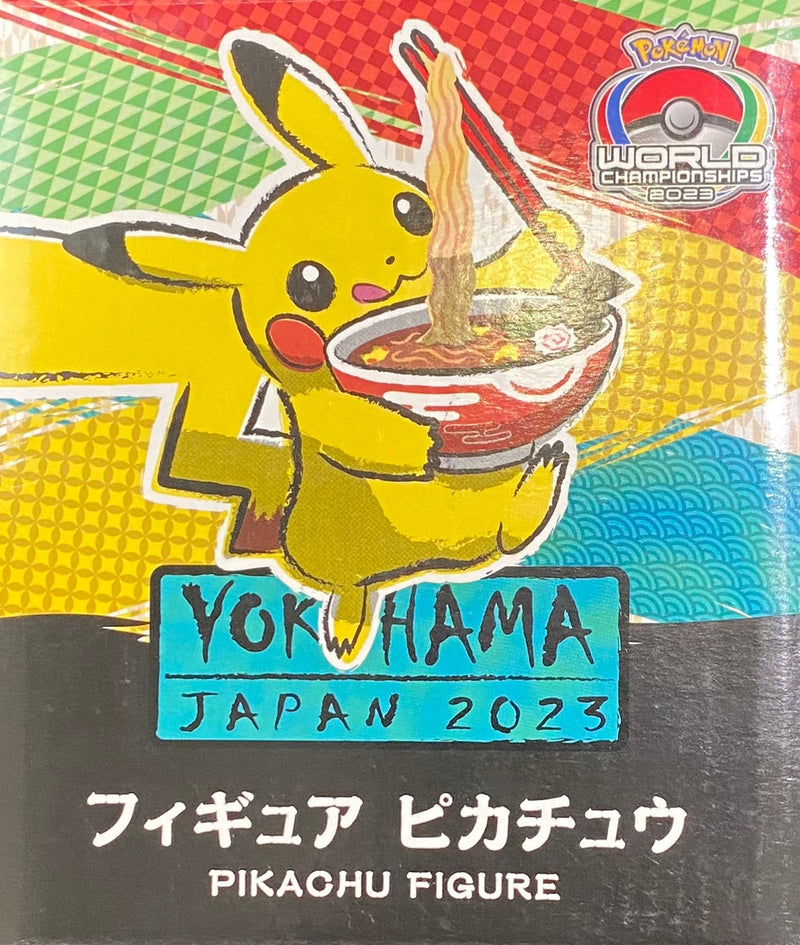 POKéMON
WORLD
CHAMPIONSHIPS
2023
YOKOHAMA
JAPAN 2023
フィギュア ピカチュウ
PIKACHU FIGURE